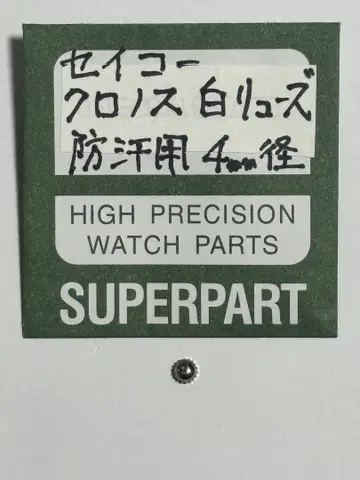 セイコー
クロノス 白リューズ
防汗用 4mm径
HIGH PRECISION
WATCH PARTS
SUPERPART